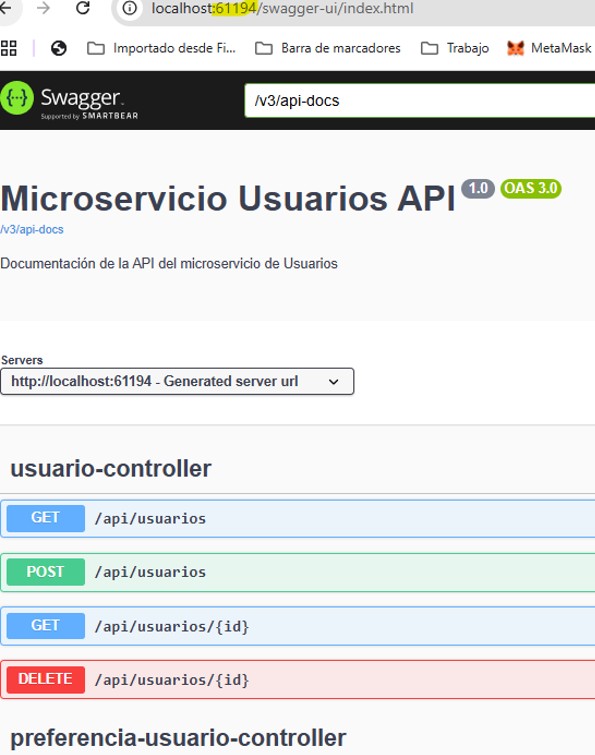 localhost:61194/swagger-ui/index.html
Importado desde Fi... Barra de marcadores Trabajo MetaMask
Swagger
Supported by SMARTBEAR
/v3/api-docs
Microservicio Usuarios API 1.0 OAS 3.0
/v3/api-docs
Documentación de la API del microservicio de Usuarios
Servers
http://localhost:61194 - Generated server url
usuario-controller
GET /api/usuarios
POST /api/usuarios
GET /api/usuarios/{id}
DELETE /api/usuarios/{id}
preferencia-usuario-controller